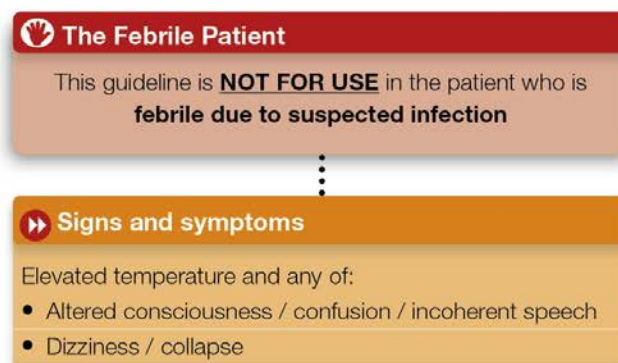 The Febrile Patient
This guideline is NOT FOR USE in the patient who is
febrile due to suspected infection
Signs and symptoms
Elevated temperature and any of:
• Altered consciousness / confusion / incoherent speech
• Dizziness / collapse